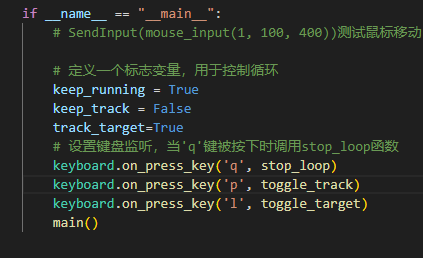 if __name__ == "__main__":
    # SendInput(mouse_input(1, 100, 400))测试鼠标移动

    # 定义一个标志变量，用于控制循环
    keep_running = True
    keep_track = False
    track_target=True
    # 设置键盘监听，当'q'键被按下时调用stop_loop函数
    keyboard.on_press_key('q', stop_loop)
    keyboard.on_press_key('p', toggle_track)
    keyboard.on_press_key('l', toggle_target)
    main()